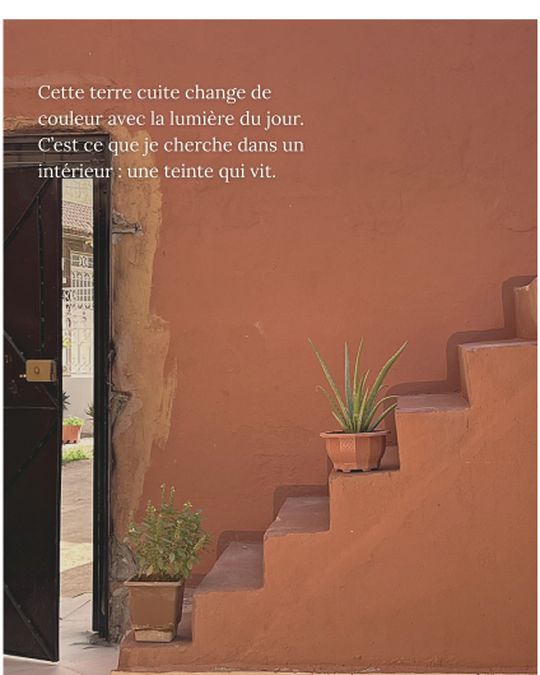 Cette terre cuite change de
couleur avec la lumière du jour.
C’est ce que je cherche dans un
intérieur : une teinte qui vit.